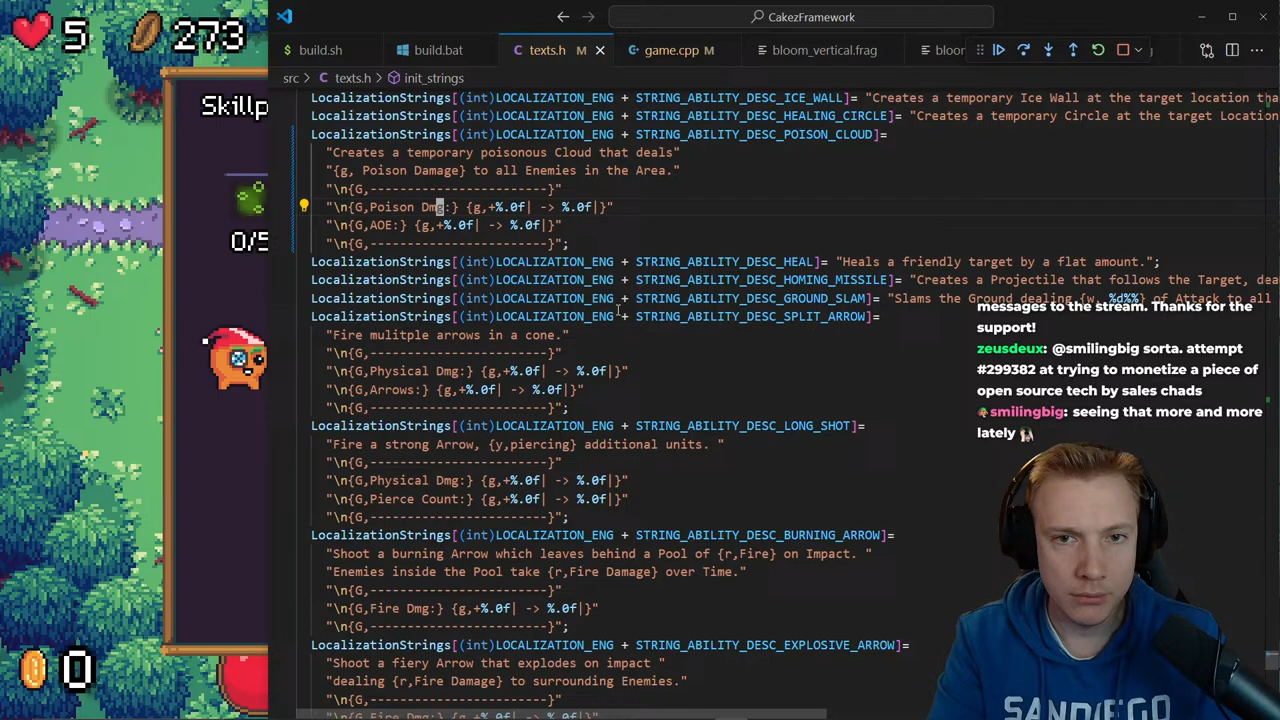 5
273
Skillp
0/5
0
CakezFramework
build.sh
build.bat
texts.h M
game.cpp M
bloom_vertical.frag
bloom
src > texts.h > init_strings
LocalizationStrings[(int)LOCALIZATION_ENG + STRING_ABILITY_DESC_ICE_WALL]= "Creates a temporary Ice Wall at the target location tha
LocalizationStrings[(int)LOCALIZATION_ENG + STRING_ABILITY_DESC_HEALING_CIRCLE]= "Creates a temporary Circle at the target Location
LocalizationStrings[(int)LOCALIZATION_ENG + STRING_ABILITY_DESC_POISON_CLOUD]=
"Creates a temporary poisonous Cloud that deals"
"{g, Poison Damage} to all Enemies in the Area."
"\n{G,------------------------}"
"\n{G,Poison Dmg:} {g,+%.0f| -> %.0f|}"
"\n{G,AOE:} {g,+%.0f| -> %.0f|}"
"\n{G,------------------------}";
LocalizationStrings[(int)LOCALIZATION_ENG + STRING_ABILITY_DESC_HEAL]= "Heals a friendly target by a flat amount.";
LocalizationStrings[(int)LOCALIZATION_ENG + STRING_ABILITY_DESC_HOMING_MISSILE]= "Creates a Projectile that follows the Target, dea
LocalizationStrings[(int)LOCALIZATION_ENG + STRING_ABILITY_DESC_GROUND_SLAM]= "Slams the Ground dealing {w, %d%%} of Attack to all
LocalizationStrings[(int)LOCALIZATION_ENG + STRING_ABILITY_DESC_SPLIT_ARROW]=
"Fire mulitple arrows in a cone."
"\n{G,------------------------}"
"\n{G,Physical Dmg:} {g,+%.0f| -> %.0f|}"
"\n{G,Arrows:} {g,+%.0f| -> %.0f|}"
"\n{G,------------------------}";
LocalizationStrings[(int)LOCALIZATION_ENG + STRING_ABILITY_DESC_LONG_SHOT]=
"Fire a strong Arrow, {y,piercing} additional units. "
"\n{G,------------------------}"
"\n{G,Physical Dmg:} {g,+%.0f| -> %.0f|}"
"\n{G,Pierce Count:} {g,+%.0f| -> %.0f|}"
"\n{G,------------------------}";
LocalizationStrings[(int)LOCALIZATION_ENG + STRING_ABILITY_DESC_BURNING_ARROW]=
"Shoot a burning Arrow which leaves behind a Pool of {r,Fire} on Impact. "
"Enemies inside the Pool take {r,Fire Damage} over Time."
"\n{G,------------------------}"
"\n{G,Fire Dmg:} {g,+%.0f| -> %.0f|}"
"\n{G,------------------------}";
LocalizationStrings[(int)LOCALIZATION_ENG + STRING_ABILITY_DESC_EXPLOSIVE_ARROW]=
"Shoot a fiery Arrow that explodes on impact "
"dealing {r,Fire Damage} to surrounding Enemies."
"\n{G,------------------------}"
"\n{G,Fire Dmg:} {g,+%.0f| -> %.0f|}"
messages to the stream. Thanks for the
support!
zeusdeux: @smilingbig sorta. attempt
#299382 at trying to monetize a piece of
open source tech by sales chads
smilingbig: seeing that more and more
lately
SAN DIEGO